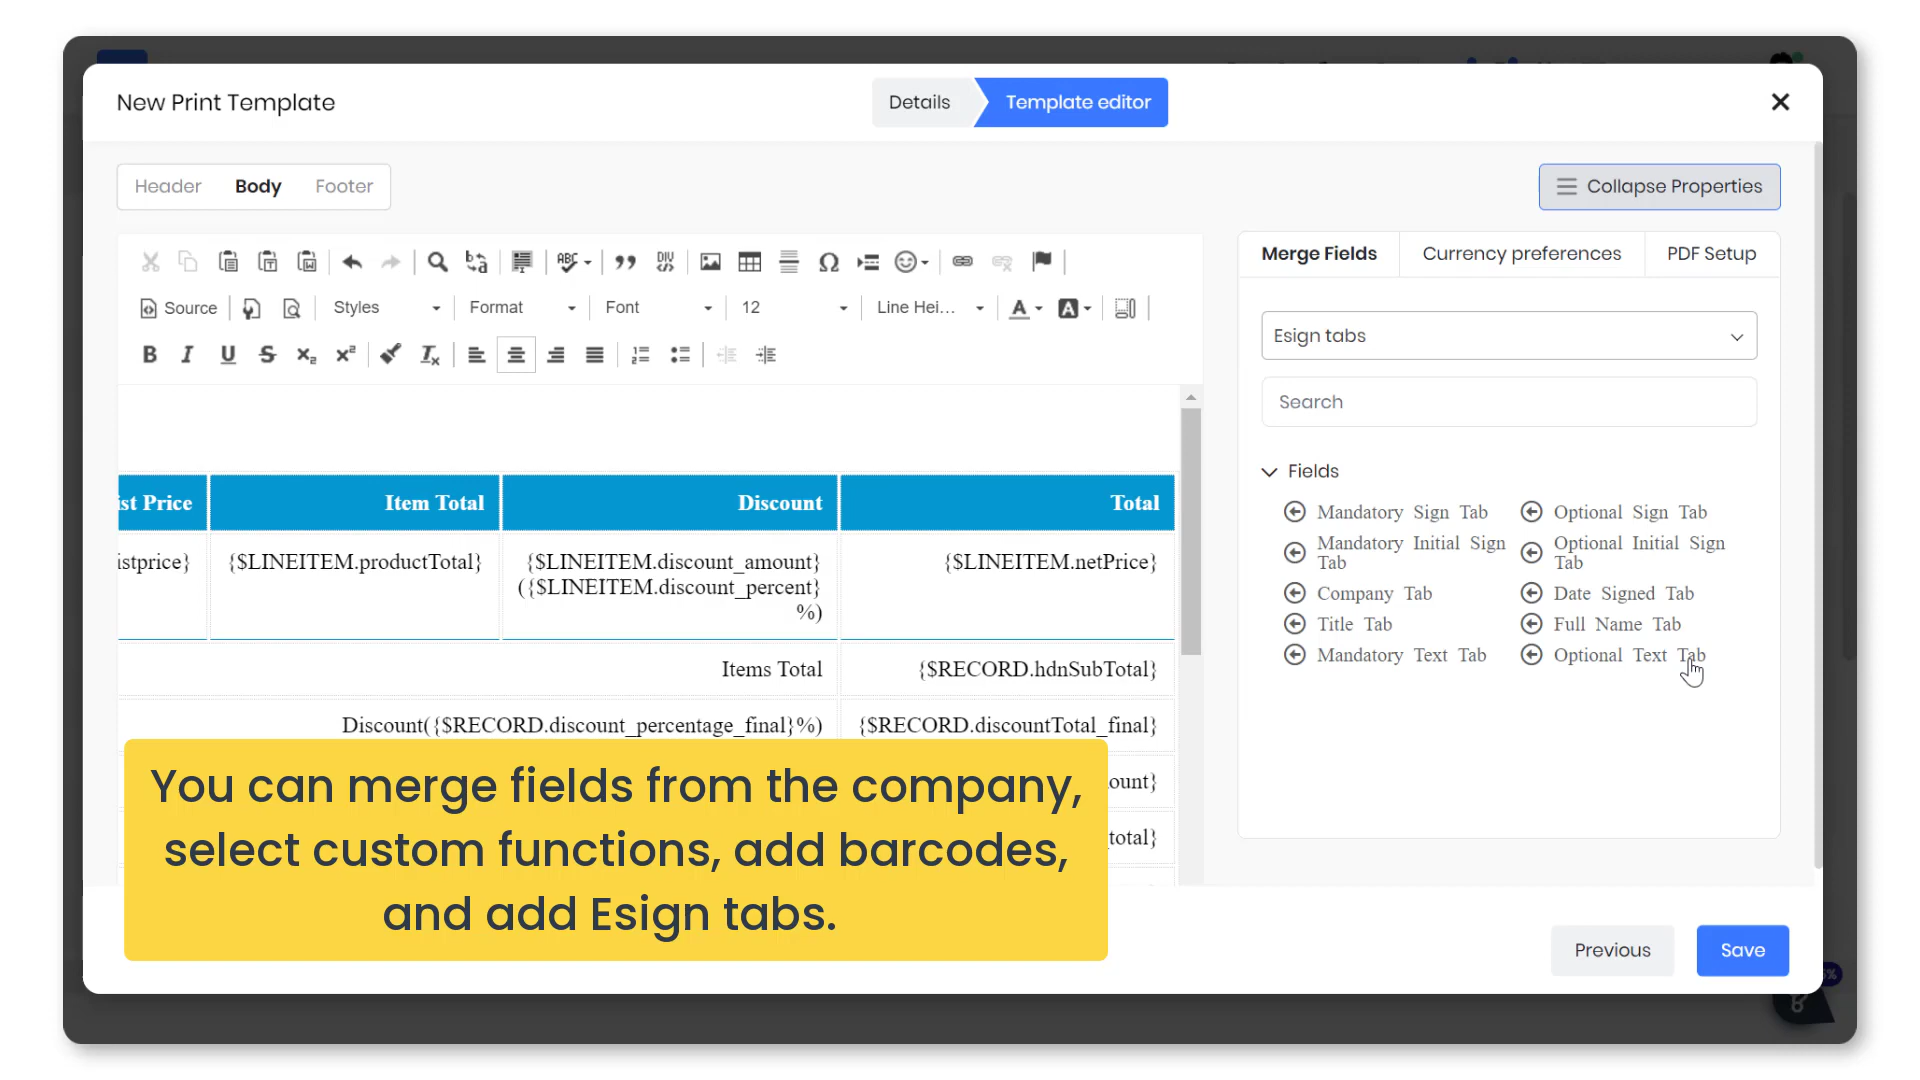 New Print Template
Details
Template editor
Header Body Footer
Collapse Properties
Merge Fields
Currency preferences
PDF Setup
Source
Styles
Format
Font
12
Line Hei...
Esign tabs
Search
Fields
Mandatory Sign Tab
Optional Sign Tab
Mandatory Initial Sign
Tab
Optional Initial Sign
Tab
Company Tab
Date Signed Tab
Title Tab
Full Name Tab
Mandatory Text Tab
Optional Text Tab
ist Price
Item Total
Discount
Total
istprice}
{$LINEITEM.productTotal}
{$LINEITEM.discount_amount}
({$LINEITEM.discount_percent}
%)
{$LINEITEM.netPrice}
Items Total
{$RECORD.hdnSubTotal}
Discount({$RECORD.discount_percentage_final}%)
{$RECORD.discountTotal_final}
ount}
total}
You can merge fields from the company,
select custom functions, add barcodes,
and add Esign tabs.
Previous
Save